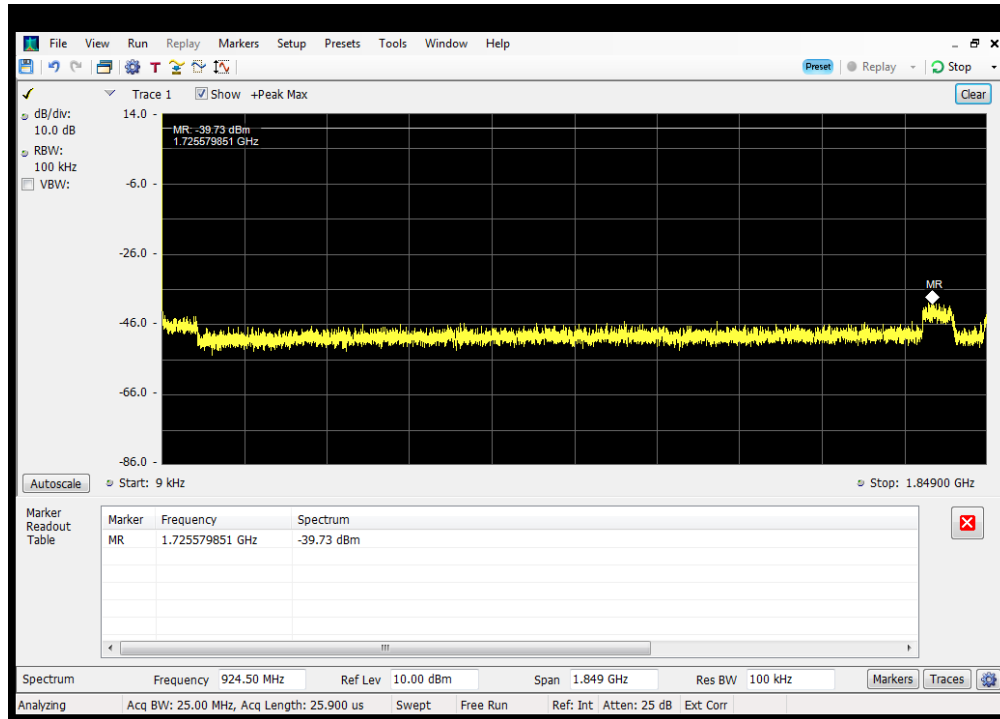 File View Run Replay Markers Setup Presets Tools Window Help
T Preset Replay Stop
Trace 1 Show +Peak Max Clear
dB/div:
10.0 dB
RBW:
100 kHz
VBW:
14.0
-6.0
-26.0
-46.0
-66.0
-86.0
MR: -39.73 dBm
1.725579851 GHz
MR
Autoscale Start: 9 kHz Stop: 1.84900 GHz
Marker
Readout
Table
Marker Frequency Spectrum
MR 1.725579851 GHz -39.73 dBm
Spectrum Frequency 924.50 MHz Ref Lev 10.00 dBm Span 1.849 GHz Res BW 100 kHz Markers Traces
Analyzing Acq BW: 25.00 MHz, Acq Length: 25.900 us Swept Free Run Ref: Int Atten: 25 dB Ext Corr